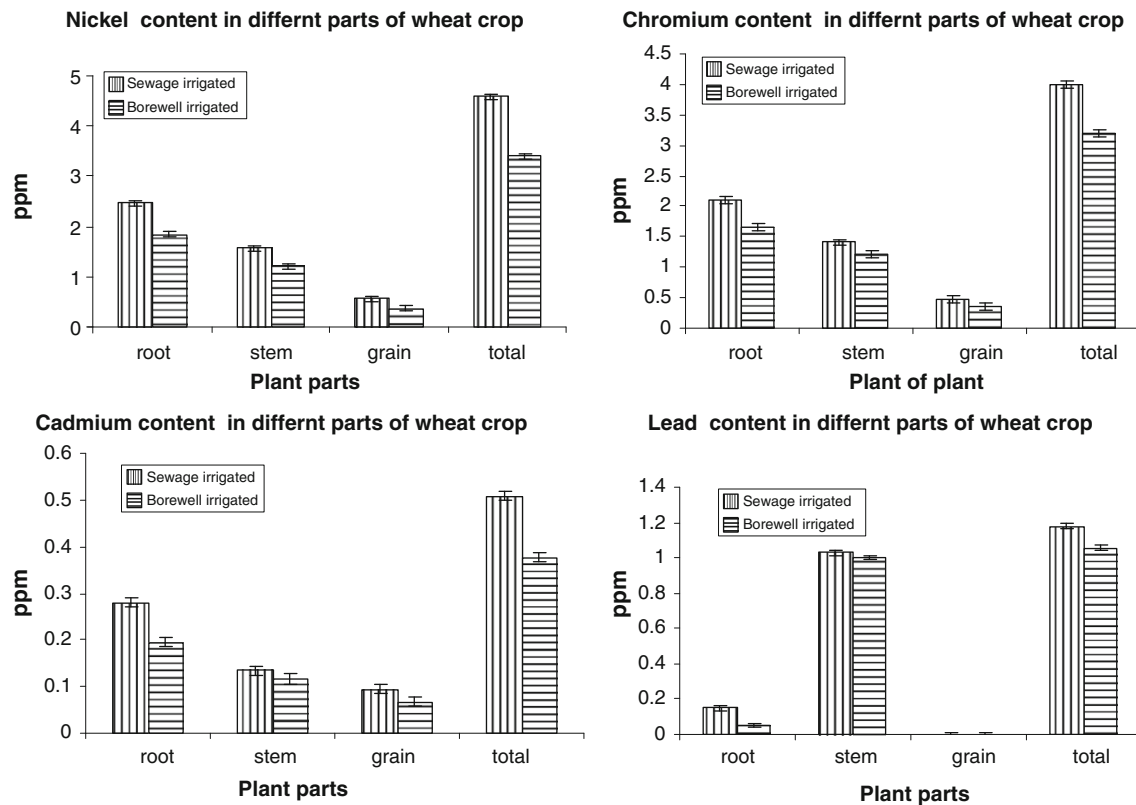 Nickel content in differnt parts of wheat crop
Sewage irrigated
Borewell irrigated
ppm
5
4
3
2
1
0
root stem grain total
Plant parts
Chromium content in differnt parts of wheat crop
Sewage irrigated
Borewell irrigated
ppm
4.5
4
3.5
3
2.5
2
1.5
1
0.5
0
root stem grain total
Plant of plant
Cadmium content in differnt parts of wheat crop
Sewage irrigated
Borewell irrigated
ppm
0.6
0.5
0.4
0.3
0.2
0.1
0
root stem grain total
Plant parts
Lead content in differnt parts of wheat crop
Sewage irrigated
Borewell irrigated
ppm
1.4
1.2
1
0.8
0.6
0.4
0.2
0
root stem grain total
Plant parts